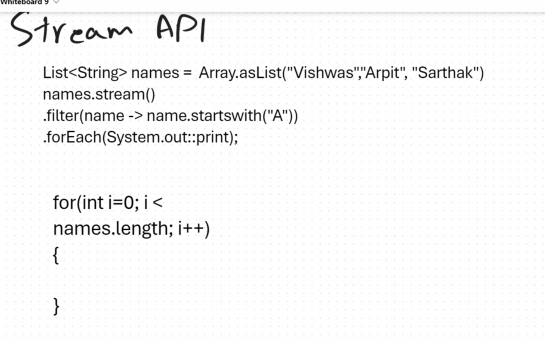 Whiteboard 9
Stream API
List<String> names = Array.asList("Vishwas","Arpit", "Sarthak")
names.stream()
.filter(name -> name.startswith("A"))
.forEach(System.out::print);
for(int i=0; i <
names.length; i++)
{
}